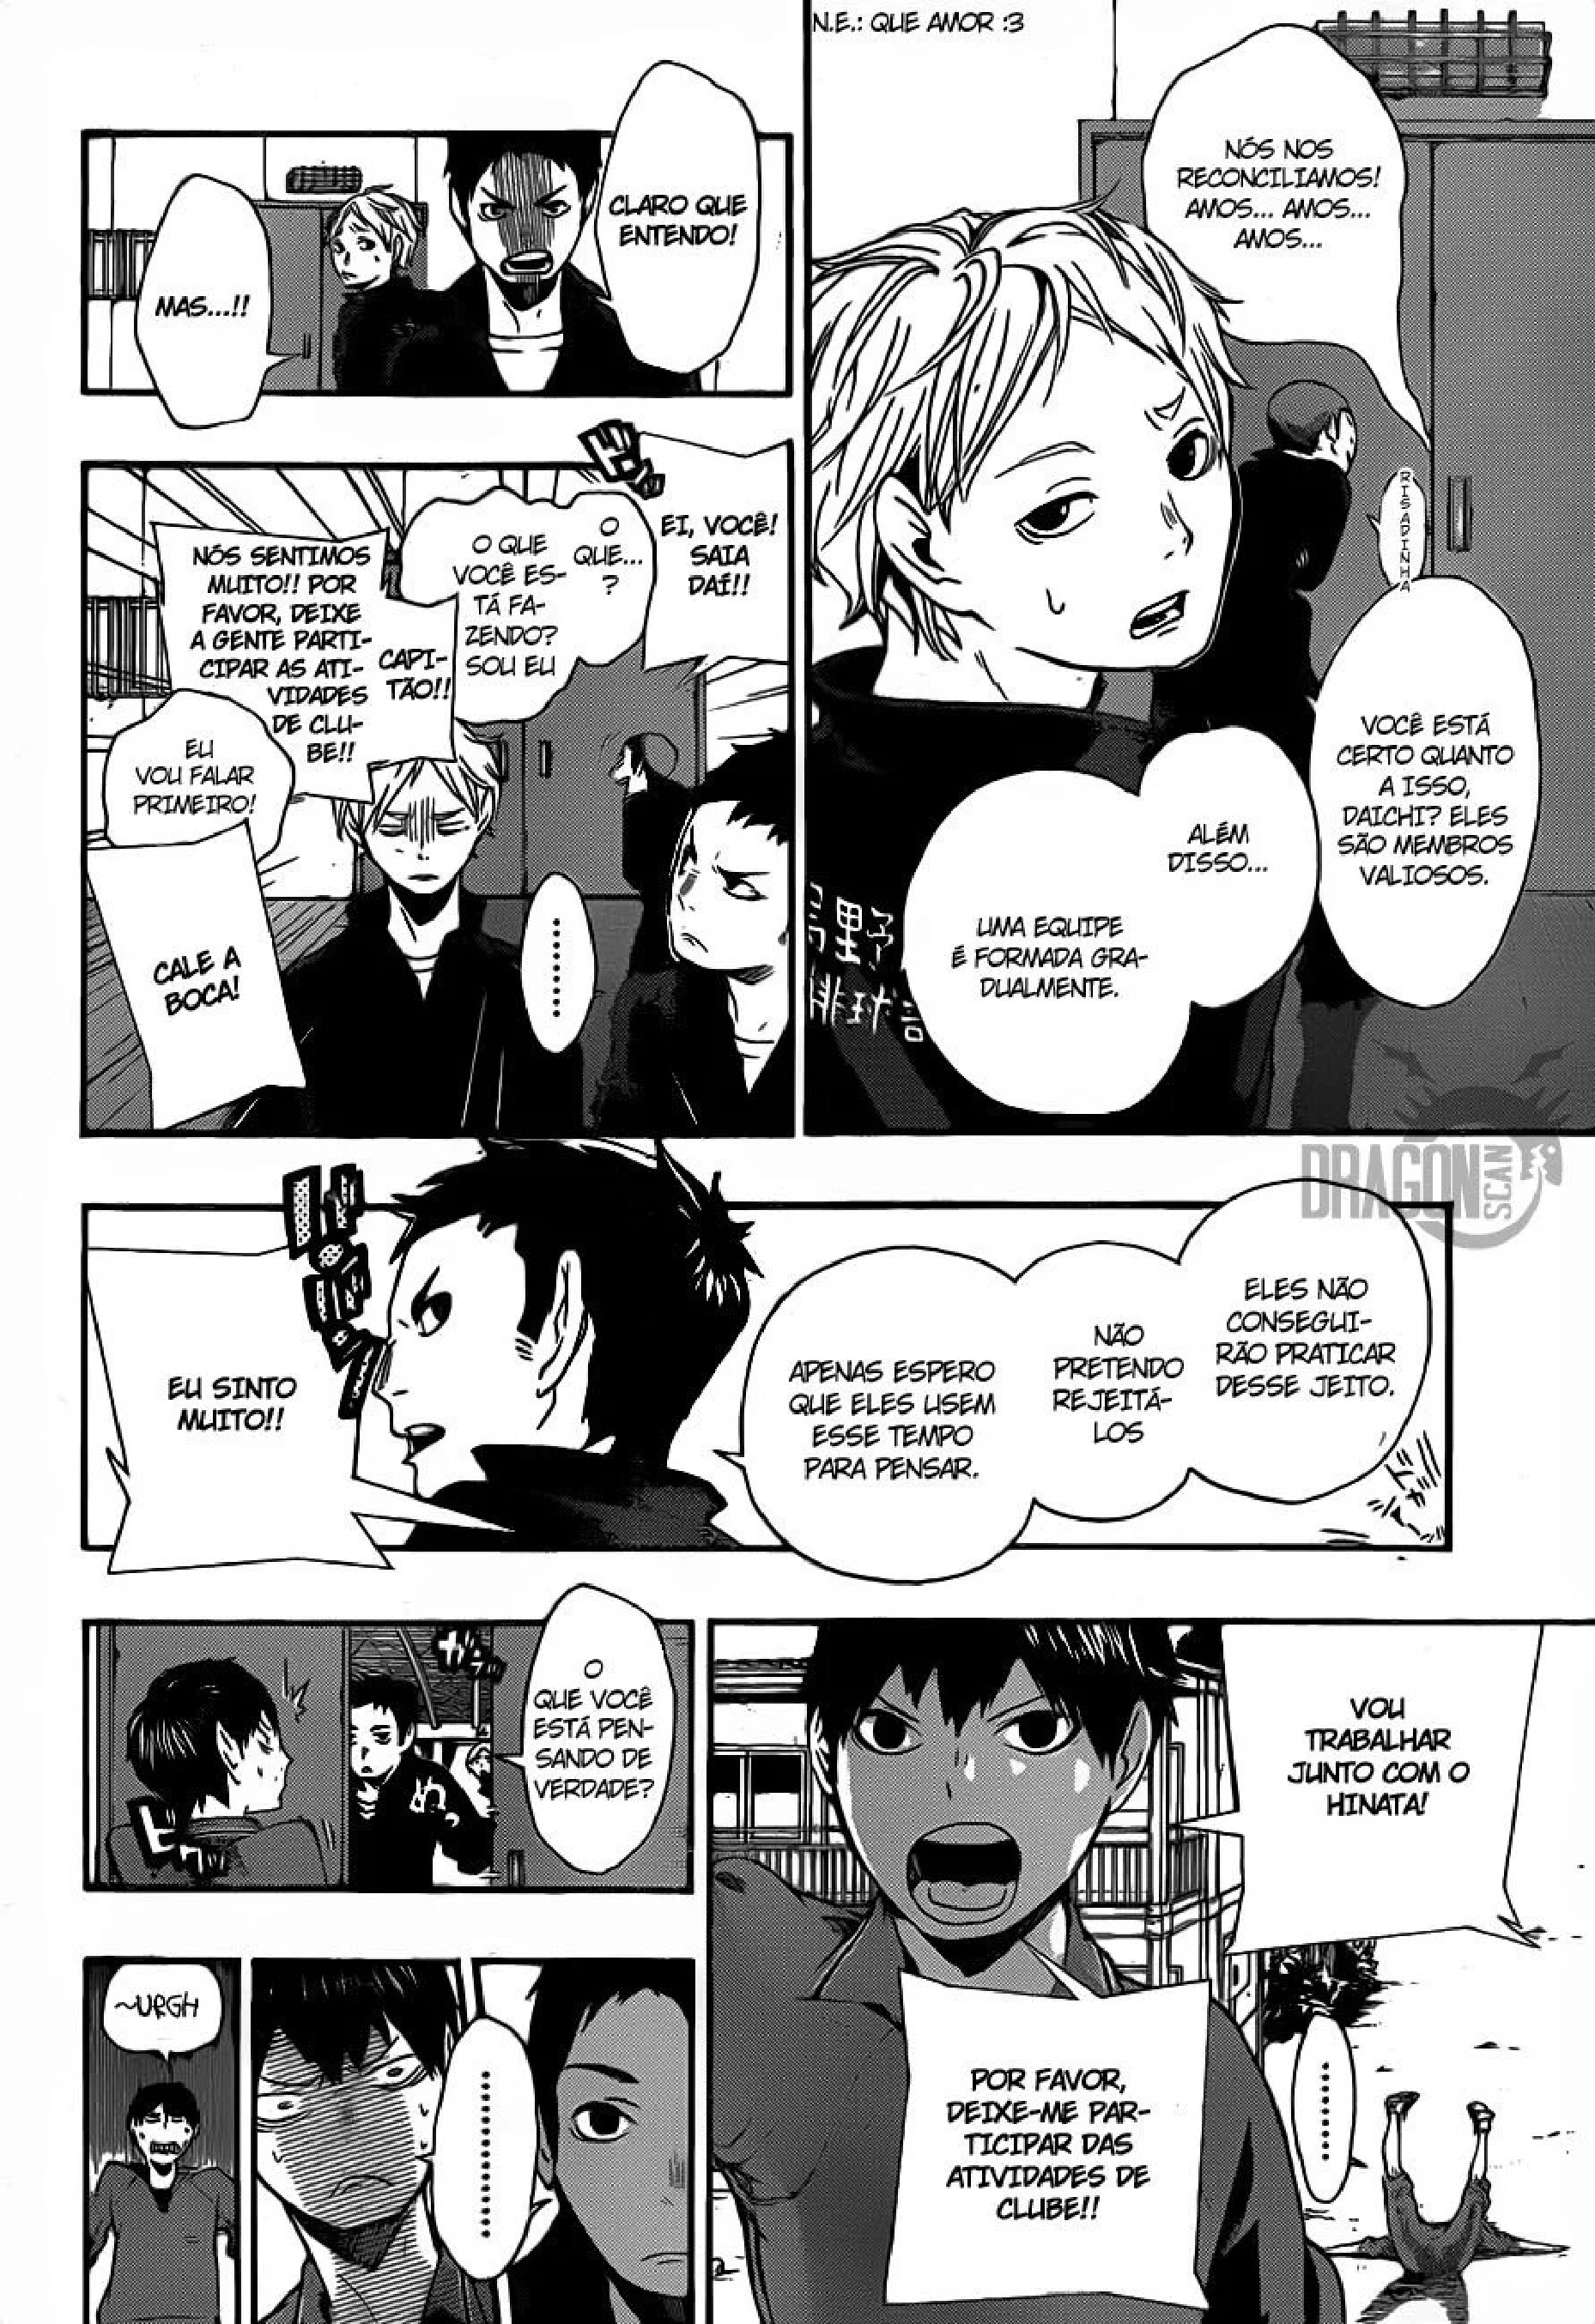 N.E.: QUE AMOR :3
NÓS NOS
RECONCILIAMOS!
AMOS... AMOS...
AMOS...
RISADINHA
VOCÊ ESTÁ
CERTO QUANTO
A ISSO,
DAICHI? ELES
SÃO MEMBROS
VALIOSOS.
ALÉM
DISSO...
UMA EQUIPE
É FORMADA GRA-
DUALMENTE.
烏野
排球
CLARO QUE
ENTENDO!
MAS...!!
EI, VOCÊ!
SAIA
DAÍ!!
O
QUE...
?
O QUE
VOCÊ ES-
TÁ FA-
ZENDO?
SOU EU
CAPI-
TÃO!!
NÓS SENTIMOS
MUITO!! POR
FAVOR, DEIXE
A GENTE PARTI-
CIPAR AS ATI-
VIDADES
DE CLU-
BE!!
EU
VOU FALAR
PRIMEIRO!
CALE A
BOCA!
.........
DRAGON
SCAN
ELES NÃO
CONSEGUI-
RÃO PRATICAR
DESSE JEITO.
NÃO
PRETENDO
REJEITÁ-
LOS
APENAS ESPERO
QUE ELES USEM
ESSE TEMPO
PARA PENSAR.
EU SINTO
MUITO!!
VOU
TRABALHAR
JUNTO COM O
HINATA!
POR FAVOR,
DEIXE-ME PAR-
TICIPAR DAS
ATIVIDADES DE
CLUBE!!
.........
O
QUE VOCÊ
ESTÁ PEN-
SANDO DE
VERDADE?
.............
~URGH